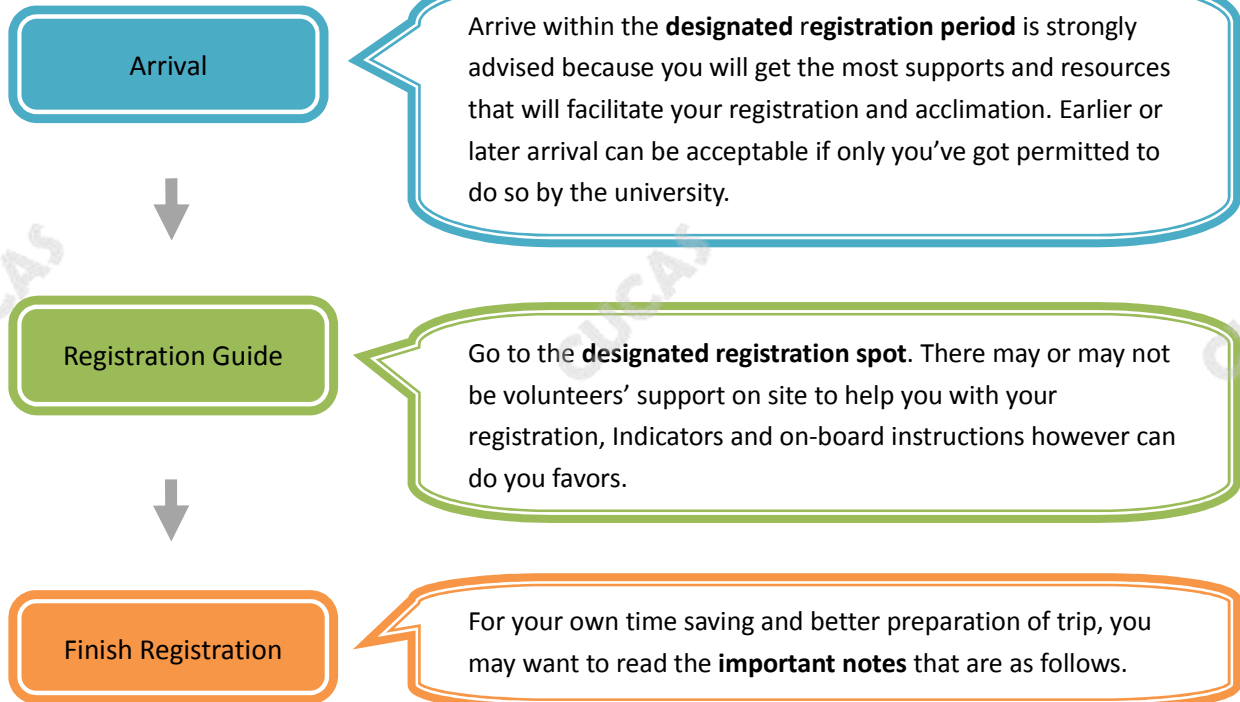 Arrival
Arrive within the designated registration period is strongly
advised because you will get the most supports and resources
that will facilitate your registration and acclimation. Earlier or
later arrival can be acceptable if only you’ve got permitted to
do so by the university.
CUCAS
Registration Guide
Go to the designated registration spot. There may or may not
be volunteers’ support on site to help you with your
registration, Indicators and on-board instructions however can
do you favors.
Finish Registration
For your own time saving and better preparation of trip, you
may want to read the important notes that are as follows.